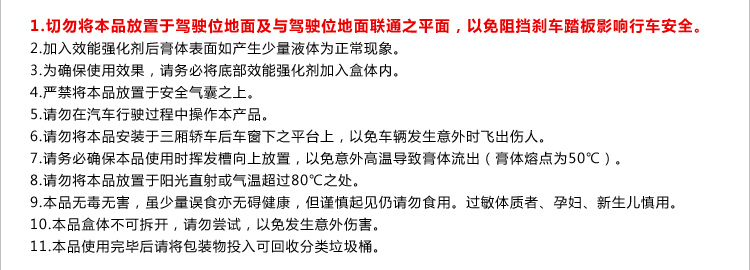 1.切勿将本品放置于驾驶位地面及与驾驶位地面联通之平面，以免阻挡刹车踏板影响行车安全。
2.加入效能强化剂后膏体表面如产生少量液体为正常现象。
3.为确保使用效果，请务必将底部效能强化剂加入盒体内。
4.严禁将本品放置于安全气囊之上。
5.请勿在汽车行驶过程中操作本产品。
6.请勿将本品安装于三厢轿车后车窗下之平台上，以免车辆发生意外时飞出伤人。
7.请务必确保本品使用时挥发槽向上放置，以免意外高温导致膏体流出（膏体熔点为50℃）。
8.请勿将本品放置于阳光直射或气温超过80℃之处。
9.本品无毒无害，虽少量误食亦无碍健康，但谨慎起见仍请勿食用。过敏体质者、孕妇、新生儿慎用。
10.本品盒体不可拆开，请勿尝试，以免发生意外伤害。
11.本品使用完毕后请将包装物投入可回收分类垃圾桶。